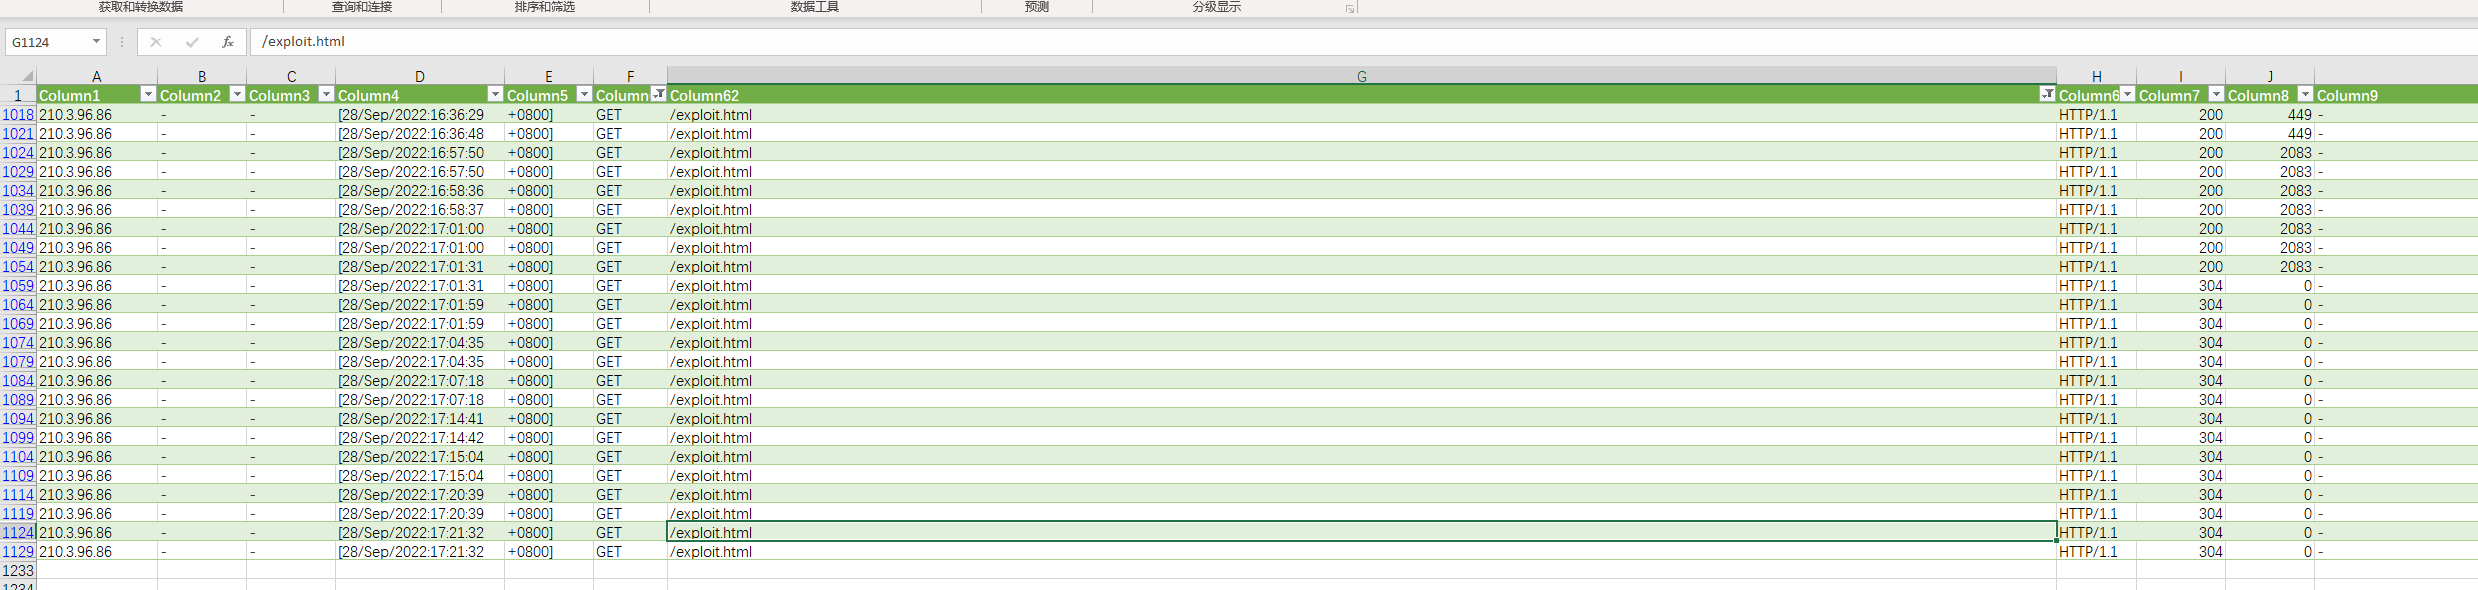 获取和转换数据 查询和连接 排序和筛选 数据工具 预测 分级显示
G1124 fx /exploit.html
A B C D E F G H I J
1 Column1 Column2 Column3 Column4 Column5 Column Column62 Column6 Column7 Column8 Column9
1018 210.3.96.86 - - [28/Sep/2022:16:36:29 +0800] GET /exploit.html HTTP/1.1 200 449 -
1021 210.3.96.86 - - [28/Sep/2022:16:36:48 +0800] GET /exploit.html HTTP/1.1 200 449 -
1024 210.3.96.86 - - [28/Sep/2022:16:57:50 +0800] GET /exploit.html HTTP/1.1 200 2083 -
1029 210.3.96.86 - - [28/Sep/2022:16:57:50 +0800] GET /exploit.html HTTP/1.1 200 2083 -
1034 210.3.96.86 - - [28/Sep/2022:16:58:36 +0800] GET /exploit.html HTTP/1.1 200 2083 -
1039 210.3.96.86 - - [28/Sep/2022:16:58:37 +0800] GET /exploit.html HTTP/1.1 200 2083 -
1044 210.3.96.86 - - [28/Sep/2022:17:01:00 +0800] GET /exploit.html HTTP/1.1 200 2083 -
1049 210.3.96.86 - - [28/Sep/2022:17:01:00 +0800] GET /exploit.html HTTP/1.1 200 2083 -
1054 210.3.96.86 - - [28/Sep/2022:17:01:31 +0800] GET /exploit.html HTTP/1.1 200 2083 -
1059 210.3.96.86 - - [28/Sep/2022:17:01:31 +0800] GET /exploit.html HTTP/1.1 304 0 -
1064 210.3.96.86 - - [28/Sep/2022:17:01:59 +0800] GET /exploit.html HTTP/1.1 304 0 -
1069 210.3.96.86 - - [28/Sep/2022:17:01:59 +0800] GET /exploit.html HTTP/1.1 304 0 -
1074 210.3.96.86 - - [28/Sep/2022:17:04:35 +0800] GET /exploit.html HTTP/1.1 304 0 -
1079 210.3.96.86 - - [28/Sep/2022:17:04:35 +0800] GET /exploit.html HTTP/1.1 304 0 -
1084 210.3.96.86 - - [28/Sep/2022:17:07:18 +0800] GET /exploit.html HTTP/1.1 304 0 -
1089 210.3.96.86 - - [28/Sep/2022:17:07:18 +0800] GET /exploit.html HTTP/1.1 304 0 -
1094 210.3.96.86 - - [28/Sep/2022:17:14:41 +0800] GET /exploit.html HTTP/1.1 304 0 -
1099 210.3.96.86 - - [28/Sep/2022:17:14:42 +0800] GET /exploit.html HTTP/1.1 304 0 -
1104 210.3.96.86 - - [28/Sep/2022:17:15:04 +0800] GET /exploit.html HTTP/1.1 304 0 -
1109 210.3.96.86 - - [28/Sep/2022:17:15:04 +0800] GET /exploit.html HTTP/1.1 304 0 -
1114 210.3.96.86 - - [28/Sep/2022:17:20:39 +0800] GET /exploit.html HTTP/1.1 304 0 -
1119 210.3.96.86 - - [28/Sep/2022:17:20:39 +0800] GET /exploit.html HTTP/1.1 304 0 -
1124 210.3.96.86 - - [28/Sep/2022:17:21:32 +0800] GET /exploit.html HTTP/1.1 304 0 -
1129 210.3.96.86 - - [28/Sep/2022:17:21:32 +0800] GET /exploit.html HTTP/1.1 304 0 -
1233
1234